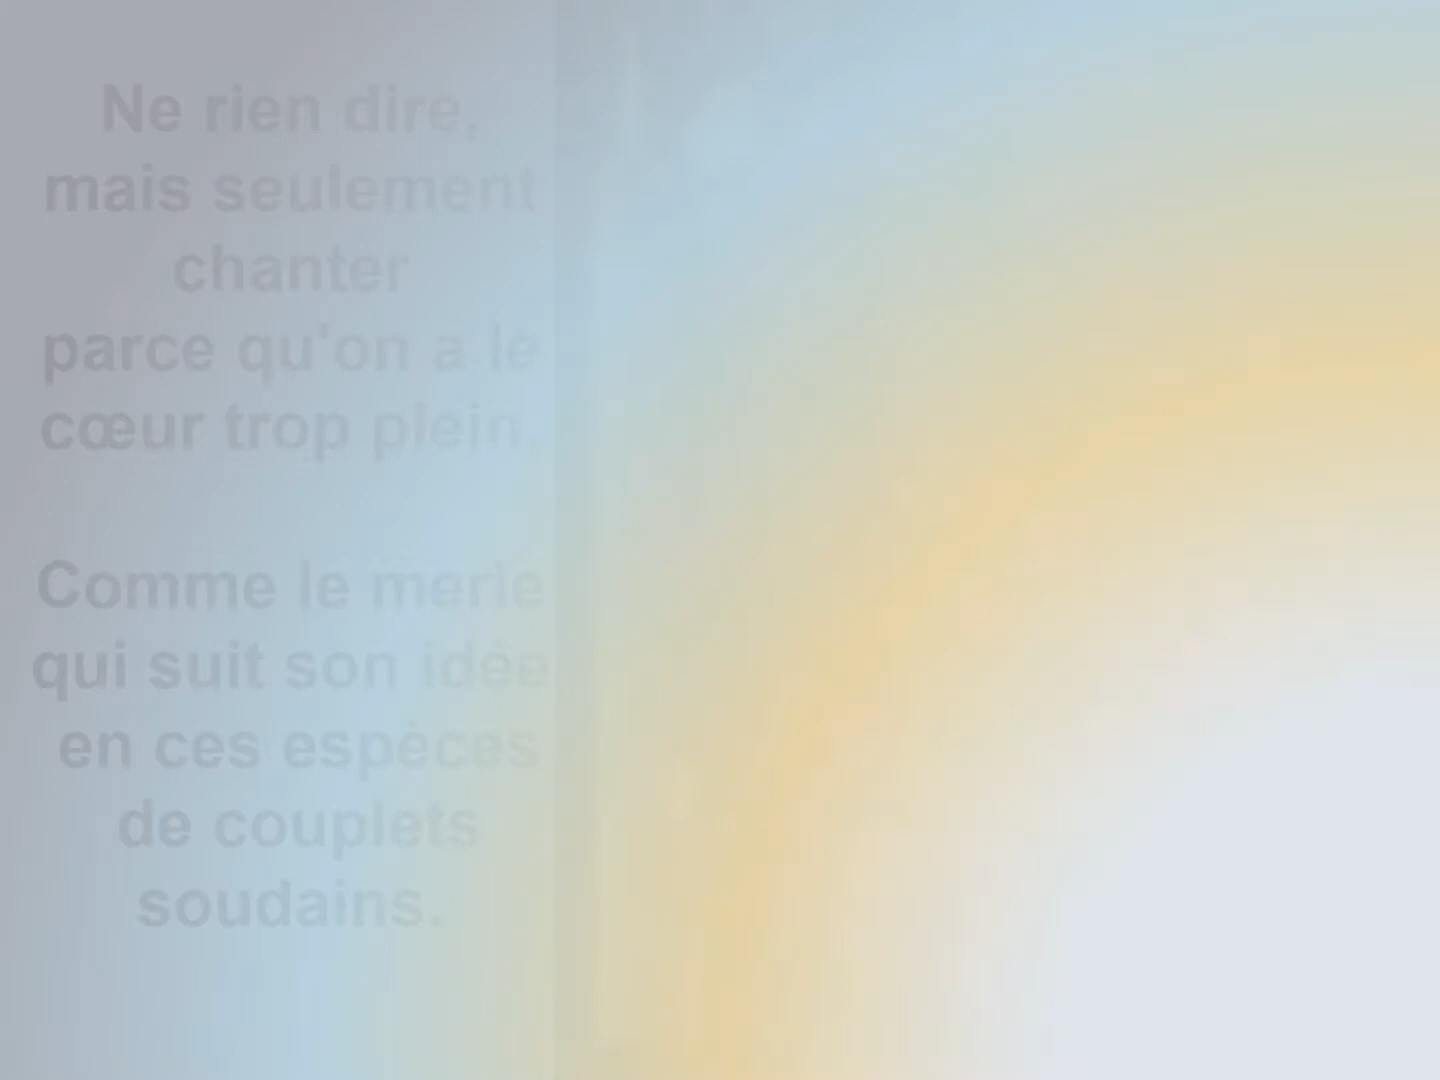 Ne rien dire,
mais seulement
chanter
parce qu'on a le
cœur trop plein,
Comme le merle
qui suit son idée
en ces espèces
de couplets
soudains.